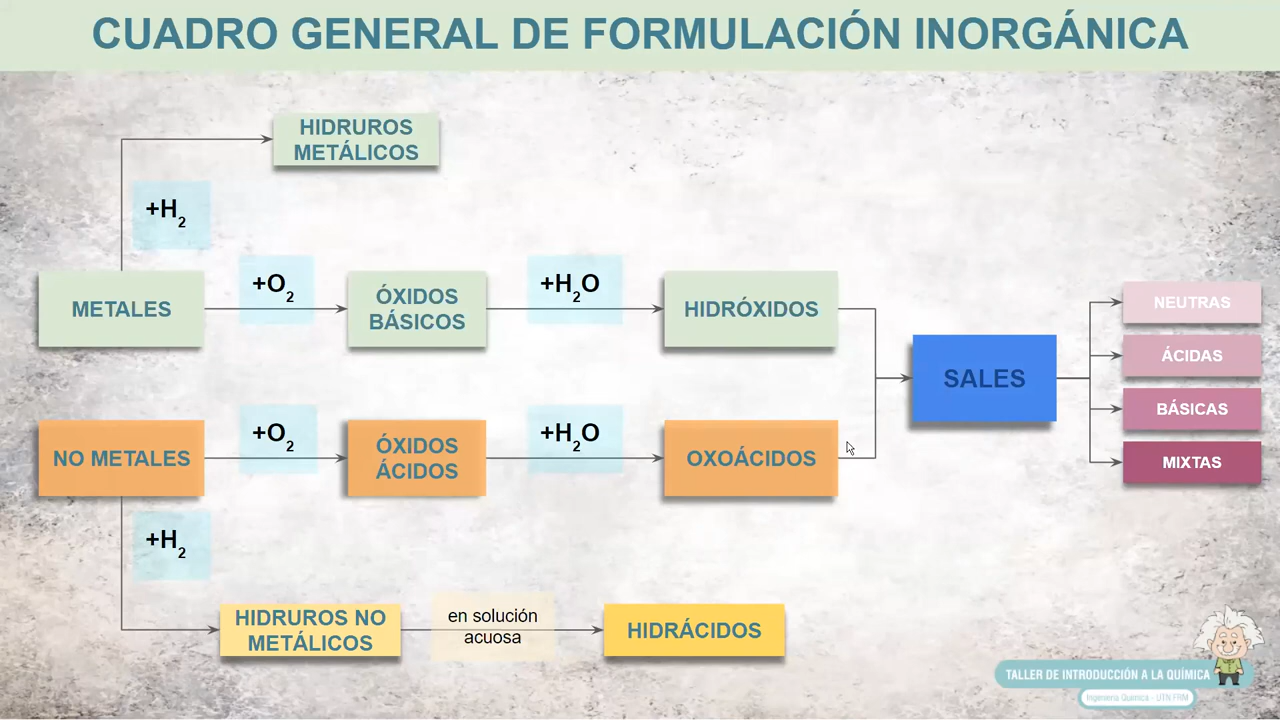 CUADRO GENERAL DE FORMULACIÓN INORGÁNICA
HIDRUROS
METÁLICOS
+H2
METALES
+O2
ÓXIDOS
BÁSICOS
+H2O
HIDRÓXIDOS
NO METALES
+O2
ÓXIDOS
ÁCIDOS
+H2O
OXOÁCIDOS
SALES
NEUTRAS
ÁCIDAS
BÁSICAS
MIXTAS
+H2
HIDRUROS NO
METÁLICOS
en solución
acuosa
HIDRÁCIDOS
TALLER DE INTRODUCCIÓN A LA QUÍMICA
Ingeniería Química - UTN FRM